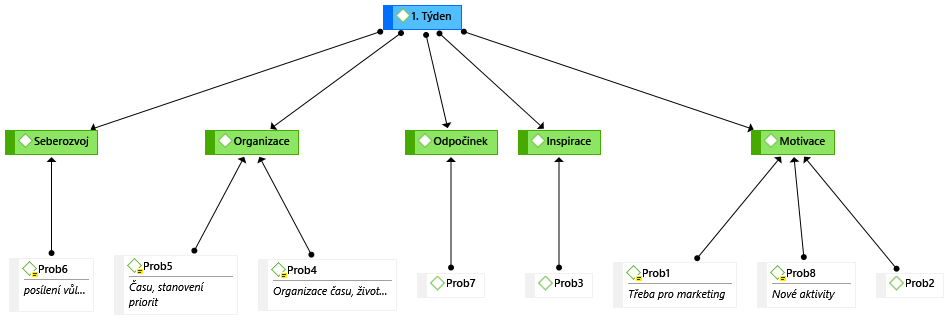 1. Týden
Seberozvoj
Organizace
Odpočinek
Inspirace
Motivace
Prob6
posílení vůl...
Prob5
Času, stanovení
priorit
Prob4
Organizace času, život...
Prob7
Prob3
Prob1
Třeba pro marketing
Prob8
Nové aktivity
Prob2